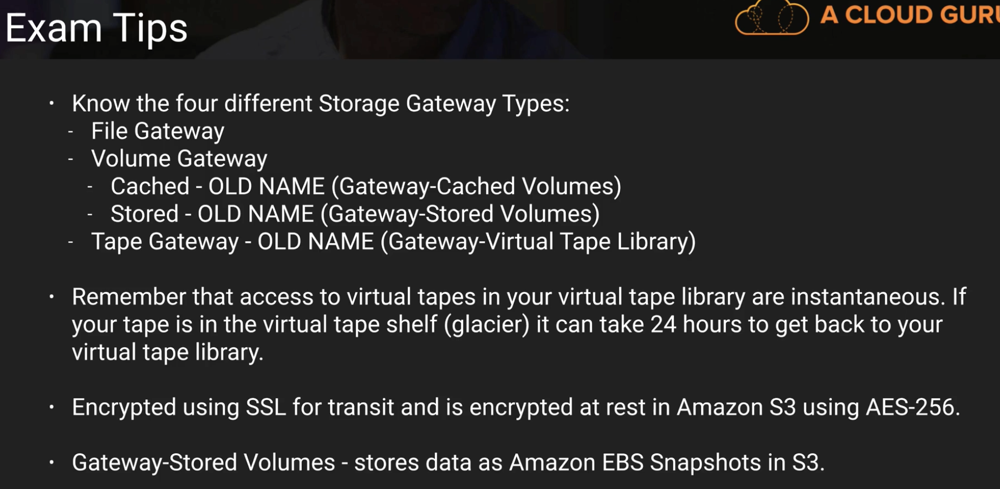 Exam Tips
A CLOUD GURU
• Know the four different Storage Gateway Types:
- File Gateway
- Volume Gateway
- Cached - OLD NAME (Gateway-Cached Volumes)
- Stored - OLD NAME (Gateway-Stored Volumes)
- Tape Gateway - OLD NAME (Gateway-Virtual Tape Library)
• Remember that access to virtual tapes in your virtual tape library are instantaneous. If
your tape is in the virtual tape shelf (glacier) it can take 24 hours to get back to your
virtual tape library.
• Encrypted using SSL for transit and is encrypted at rest in Amazon S3 using AES-256.
• Gateway-Stored Volumes - stores data as Amazon EBS Snapshots in S3.